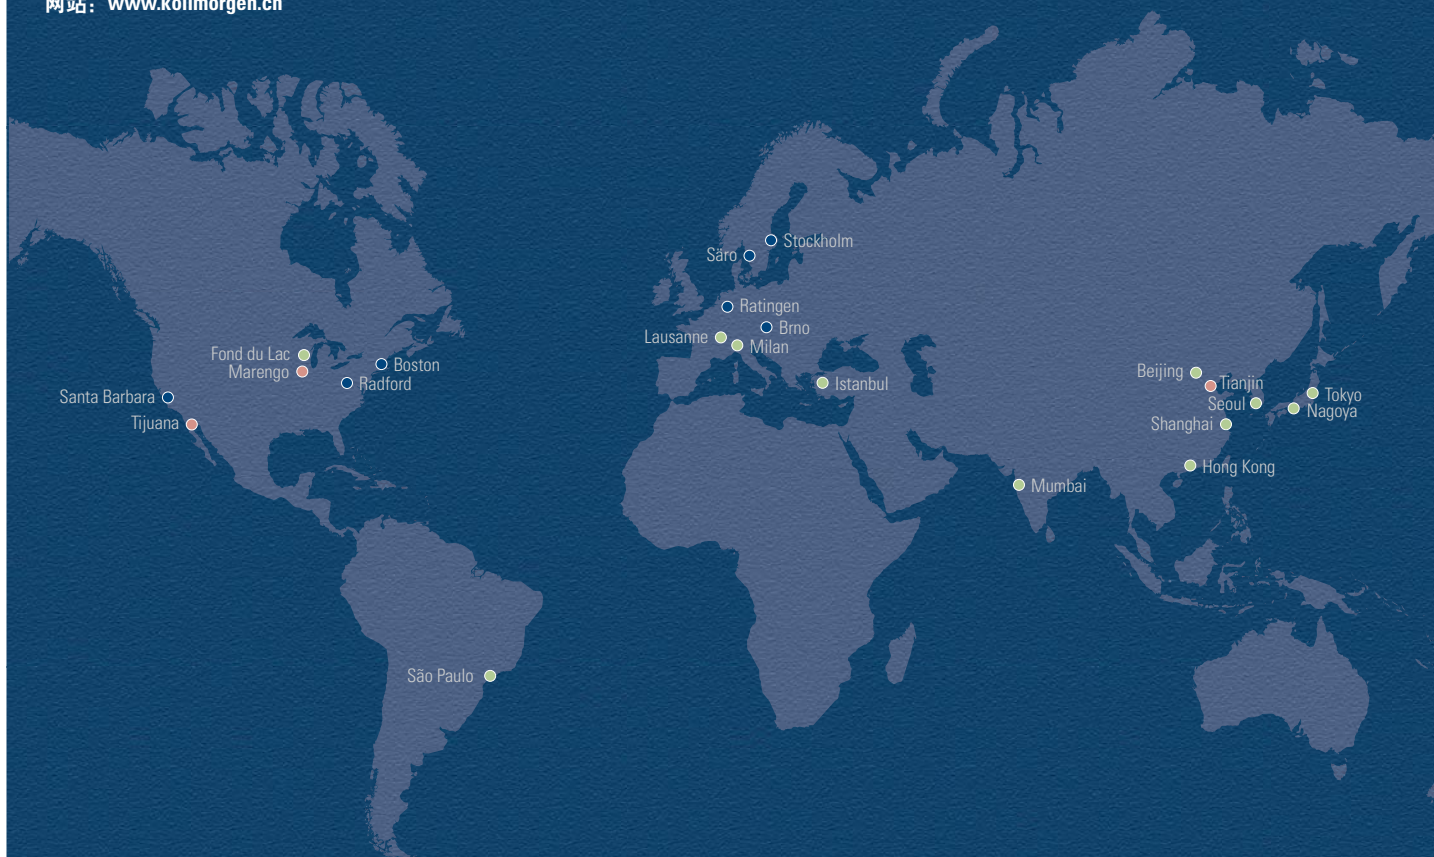 网站：www.kollmorgen.cn
Stockholm
Säro
Ratingen
Brno
Lausanne
Milan
Fond du Lac
Boston
Marengo
Radford
Istanbul
Santa Barbara
Tijuana
Beijing
Tianjin
Seoul
Tokyo
Nagoya
Shanghai
Hong Kong
Mumbai
São Paulo